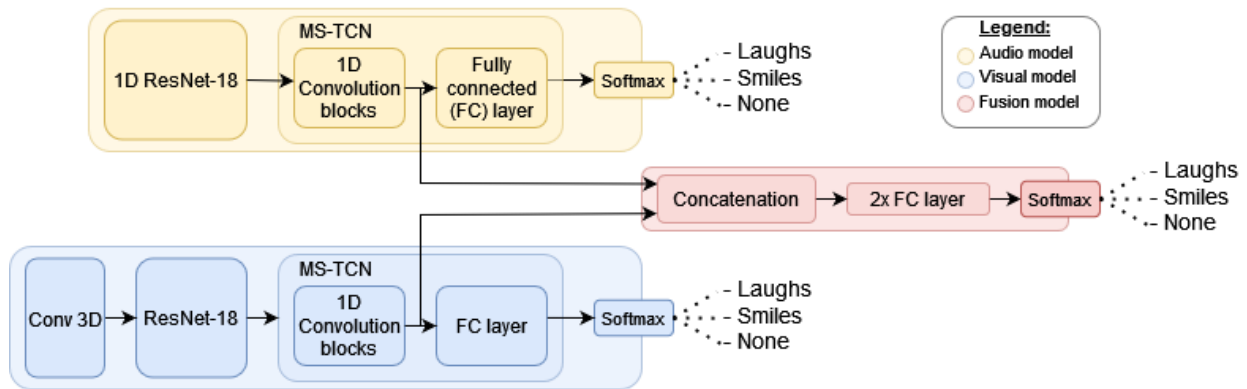 MS-TCN
1D ResNet-18
1D
Convolution
blocks
Fully
connected
(FC) layer
Softmax
– Laughs
– Smiles
– None
Legend:
Audio model
Visual model
Fusion model
Concatenation
2x FC layer
Softmax
– Laughs
– Smiles
– None
MS-TCN
Conv 3D
ResNet-18
1D
Convolution
blocks
FC layer
Softmax
– Laughs
– Smiles
– None